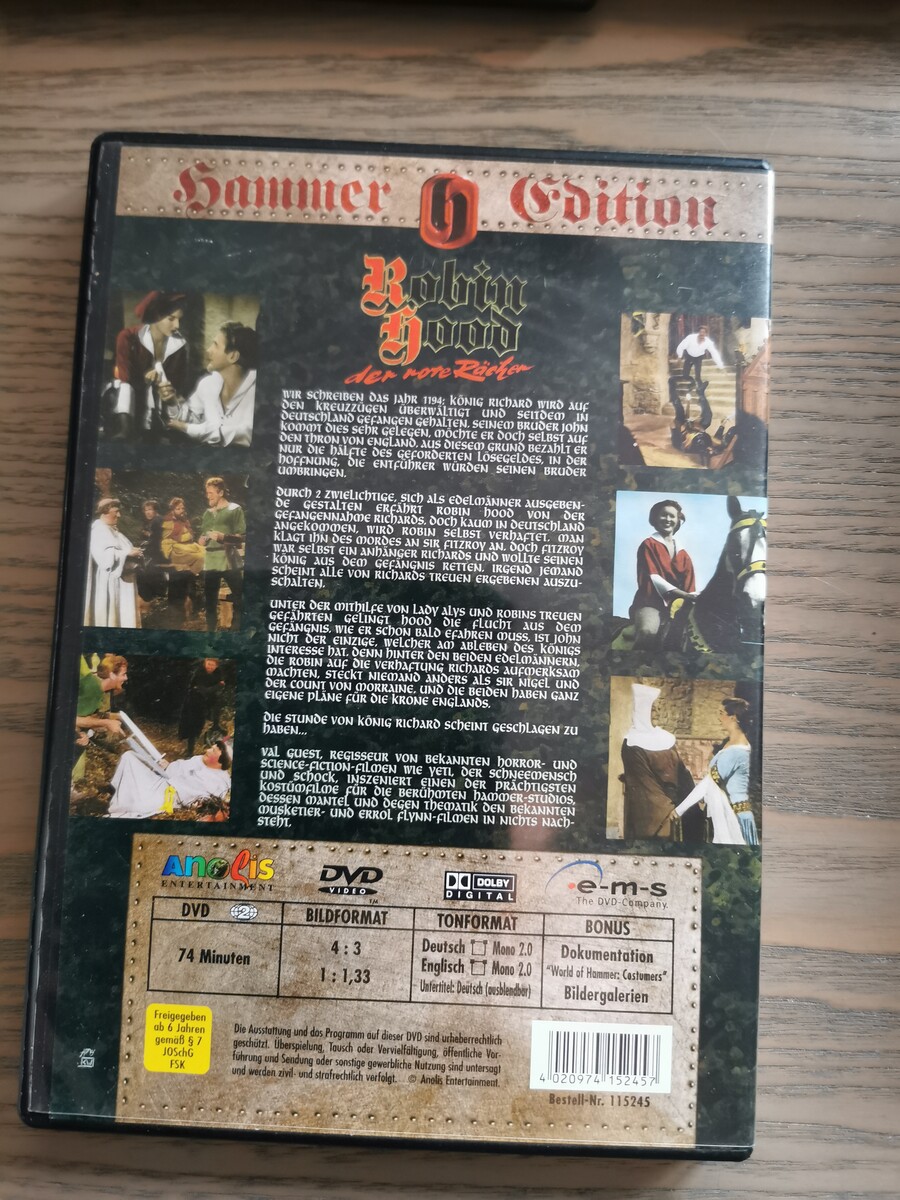 Hammer Edition
Robin
Hood
der rote Rächer
WIR SCHREIBEN DAS JAHR 1194: KÖNIG RICHARD WIRD AUF
DEN KREUZZÜGEN ÜBERWÄLTIGT UND SEITDEM IN
DEUTSCHLAND GEFANGEN GEHALTEN. SEINEM BRUDER JOHN
KOMMT DIES SEHR GELEGEN, MÖCHTE ER DOCH SELBST AUF
DEN THRON VON ENGLAND. AUS DIESEM GRUND BEZAHLT ER
NUR DIE HÄLFTE DES GEFORDERTEN LÖSEGELDES, IN DER
HOFFNUNG, DIE ENTFÜHRER WÜRDEN SEINEN BRUDER
UMBRINGEN.
DURCH 2 ZWIELICHTIGE, SICH ALS EDELMÄNNER AUSGEBEN-
DE GESTALTEN ERFÄHRT ROBIN HOOD VON DER
GEFANGENNAHME RICHARDS. DOCH KAUM IN DEUTSCHLAND
ANGEKOMMEN, WIRD ROBIN SELBST VERHAFTET. MAN
KLAGT IHN DES MORDES AN SIR FITZROY AN. DOCH FITZROY
WAR SELBST EIN ANHÄNGER RICHARDS UND WOLLTE SEINEN
KÖNIG AUS DEM GEFÄNGNIS RETTEN. IRGEND JEMAND
SCHEINT ALLE VON RICHARDS TREUEN ERGEBENEN AUSZU-
SCHALTEN.
UNTER DER MITHILFE VON LADY ALYS UND ROBINS TREUEN
GEFÄHRTEN GELINGT HOOD DIE FLUCHT AUS DEM
GEFÄNGNIS. WIE ER SCHON BALD EFAHREN MUSS, IST JOHN
NICHT DER EINZIGE, WELCHER AM ABLEBEN DES KÖNIGS
INTERESSE HAT. DENN HINTER DEN BEIDEN EDELMÄNNERN,
DIE ROBIN AUF DIE VERHAFTUNG RICHARDS AUFMERKSAM
MACHTEN, STECKT NIEMAND ANDERS ALS SIR NIGEL UND
DER COUNT VON MORRAINE, UND DIE BEIDEN HABEN GANZ
EIGENE PLÄNE FÜR DIE KRONE ENGLANDS.
DIE STUNDE VON KÖNIG RICHARD SCHEINT GESCHLAGEN ZU
HABEN...
VAL GUEST, REGISSEUR VON BEKANNTEN HORROR- UND
SCIENCE-FICTION-FILMEN WIE YETI, DER SCHNEEMENSCH
UND SCHOCK, INSZENIERT EINEN DER PRÄCHTIGSTEN
KOSTÜMFILME FÜR DIE BERÜHMTEN HAMMER-STUDIOS,
DESSEN MANTEL UND DEGEN THEMATIK DEN BEKANNTEN
MUSKETIER- UND ERROL FLYNN-FILMEN IN NICHTS NACH-
STEHT.
ANOLIS
ENTERTAINMENT
DVD
VIDEO
TM
DOLBY
DIGITAL
e-m-s
The DVD-Company.
DVD 2 BILDFORMAT TONFORMAT BONUS
74 Minuten
4 : 3
1 : 1,33
Deutsch Mono 2.0
Englisch Mono 2.0
Untertitel: Deutsch (ausblendbar)
Dokumentation
"World of Hammer: Costumers"
Bildergalerien
Freigegeben
ab 6 Jahren
gemäß § 7
JÖSchG
FSK
Die Ausstattung und das Programm auf dieser DVD sind urheberrechtlich
geschützt. Überspielung, Tausch oder Vervielfältigung, öffentliche Vor-
führung und Sendung oder sonstige gewerbliche Nutzung sind untersagt
und werden zivil- und strafrechtlich verfolgt. © Anolis Entertainment.
4 020974 152457
Bestell-Nr. 115245